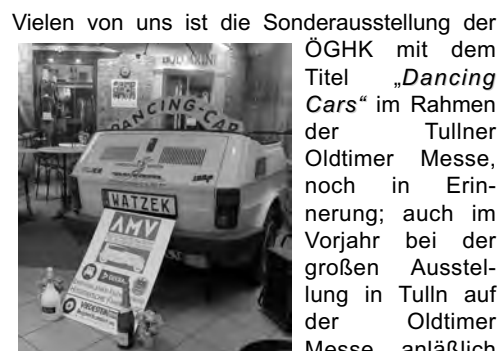 Vielen von uns ist die Sonderausstellung der
ÖGHK mit dem
Titel „Dancing
Cars“ im Rahmen
der Tullner
Oldtimer Messe,
noch in Erin-
nerung; auch im
Vorjahr bei der
großen Ausstel-
lung in Tulln auf
der Oldtimer
Messe anläßlich
DANCING-CAR
WATZEK
AMV